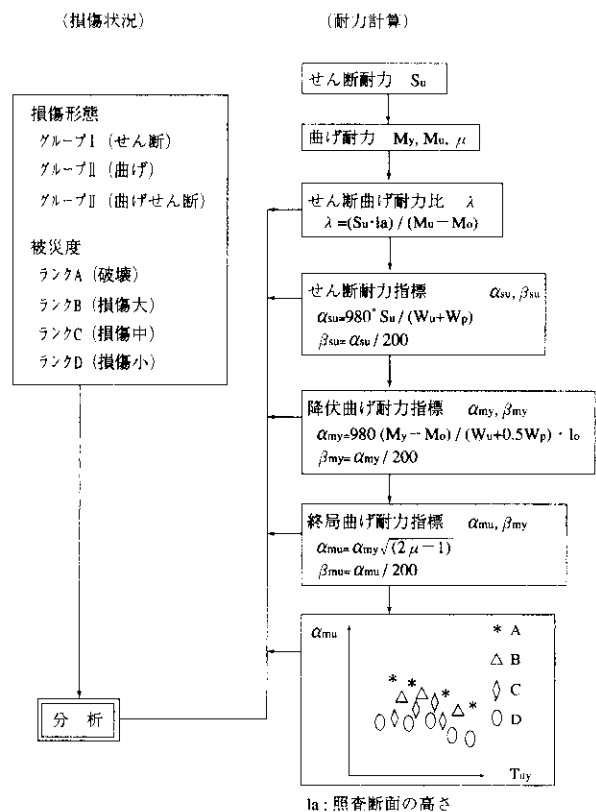 (損傷状況)
(耐力計算)
損傷形態
グループI (せん断)
グループII (曲げ)
グループII (曲げせん断)
被災度
ランクA (破壊)
ランクB (損傷大)
ランクC (損傷中)
ランクD (損傷小)
分 析
せん断耐力 Su
曲げ耐力 My, Mu, μ
せん断曲げ耐力比 λ
λ=(Su・la) / (Mu−Mo)
せん断耐力指標 αsu, βsu
αsu=980* Su / (Wu+Wp)
βsu= αsu / 200
降伏曲げ耐力指標 αmy, βmy
αmy=980 (My−Mo) / (Wu+0.5Wp)・lo
βmy= αmy / 200
終局曲げ耐力指標 αmu, βmy
αmu= αmy √(2 μ−1)
βmu= αmu / 200
αmu
* A
△ B
◊ C
○ D
la : 照査断面の高さ